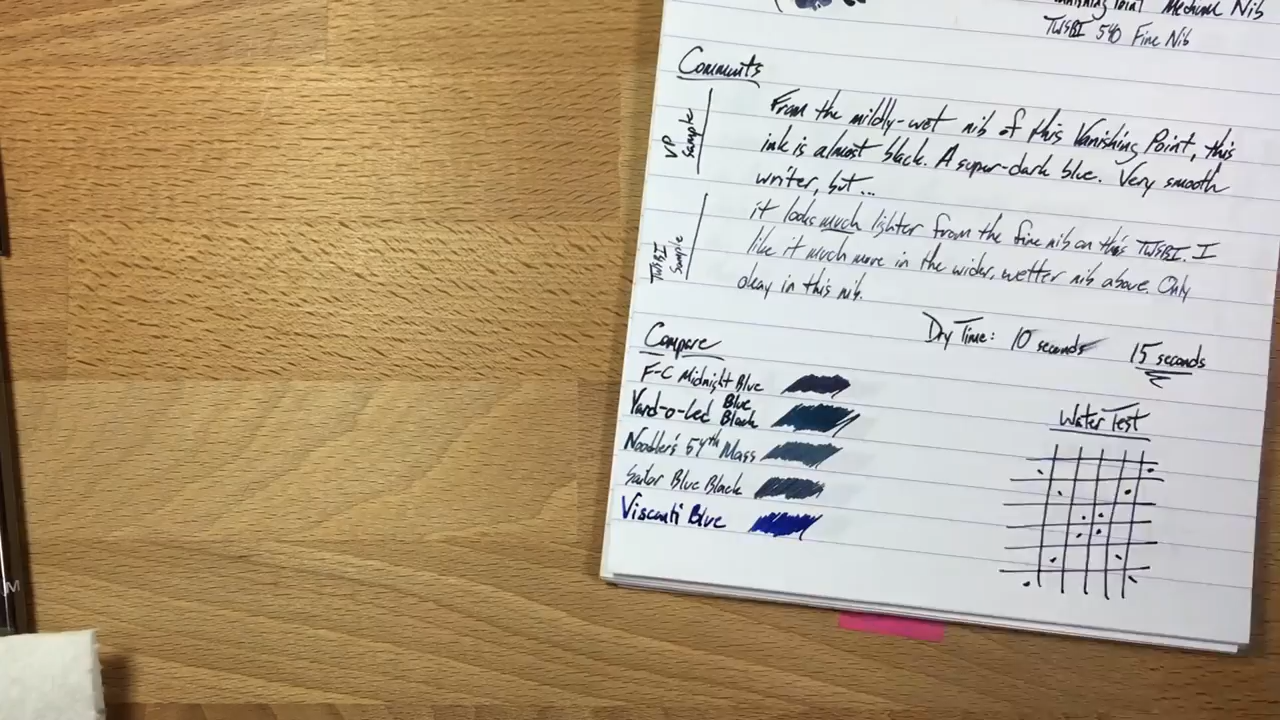 Vanishing Point Medium Nib
TWSBI 540 Fine Nib
Comments
VP
Sample
From the mildly-wet nib of this Vanishing Point, this
ink is almost black. A super-dark blue. Very smooth
writer, but...
TWSBI
Sample
it looks much lighter from the fine nib on this TWSBI. I
like it much more in the wider, wetter nib above. Only
okay in this nib.
Dry Time: 10 seconds 15 seconds
Compare
F-C Midnight Blue
Yard-o-Led Blue
Black
Noodler's 54th Mass
Sailor Blue Black
Visconti Blue
Water Test
M